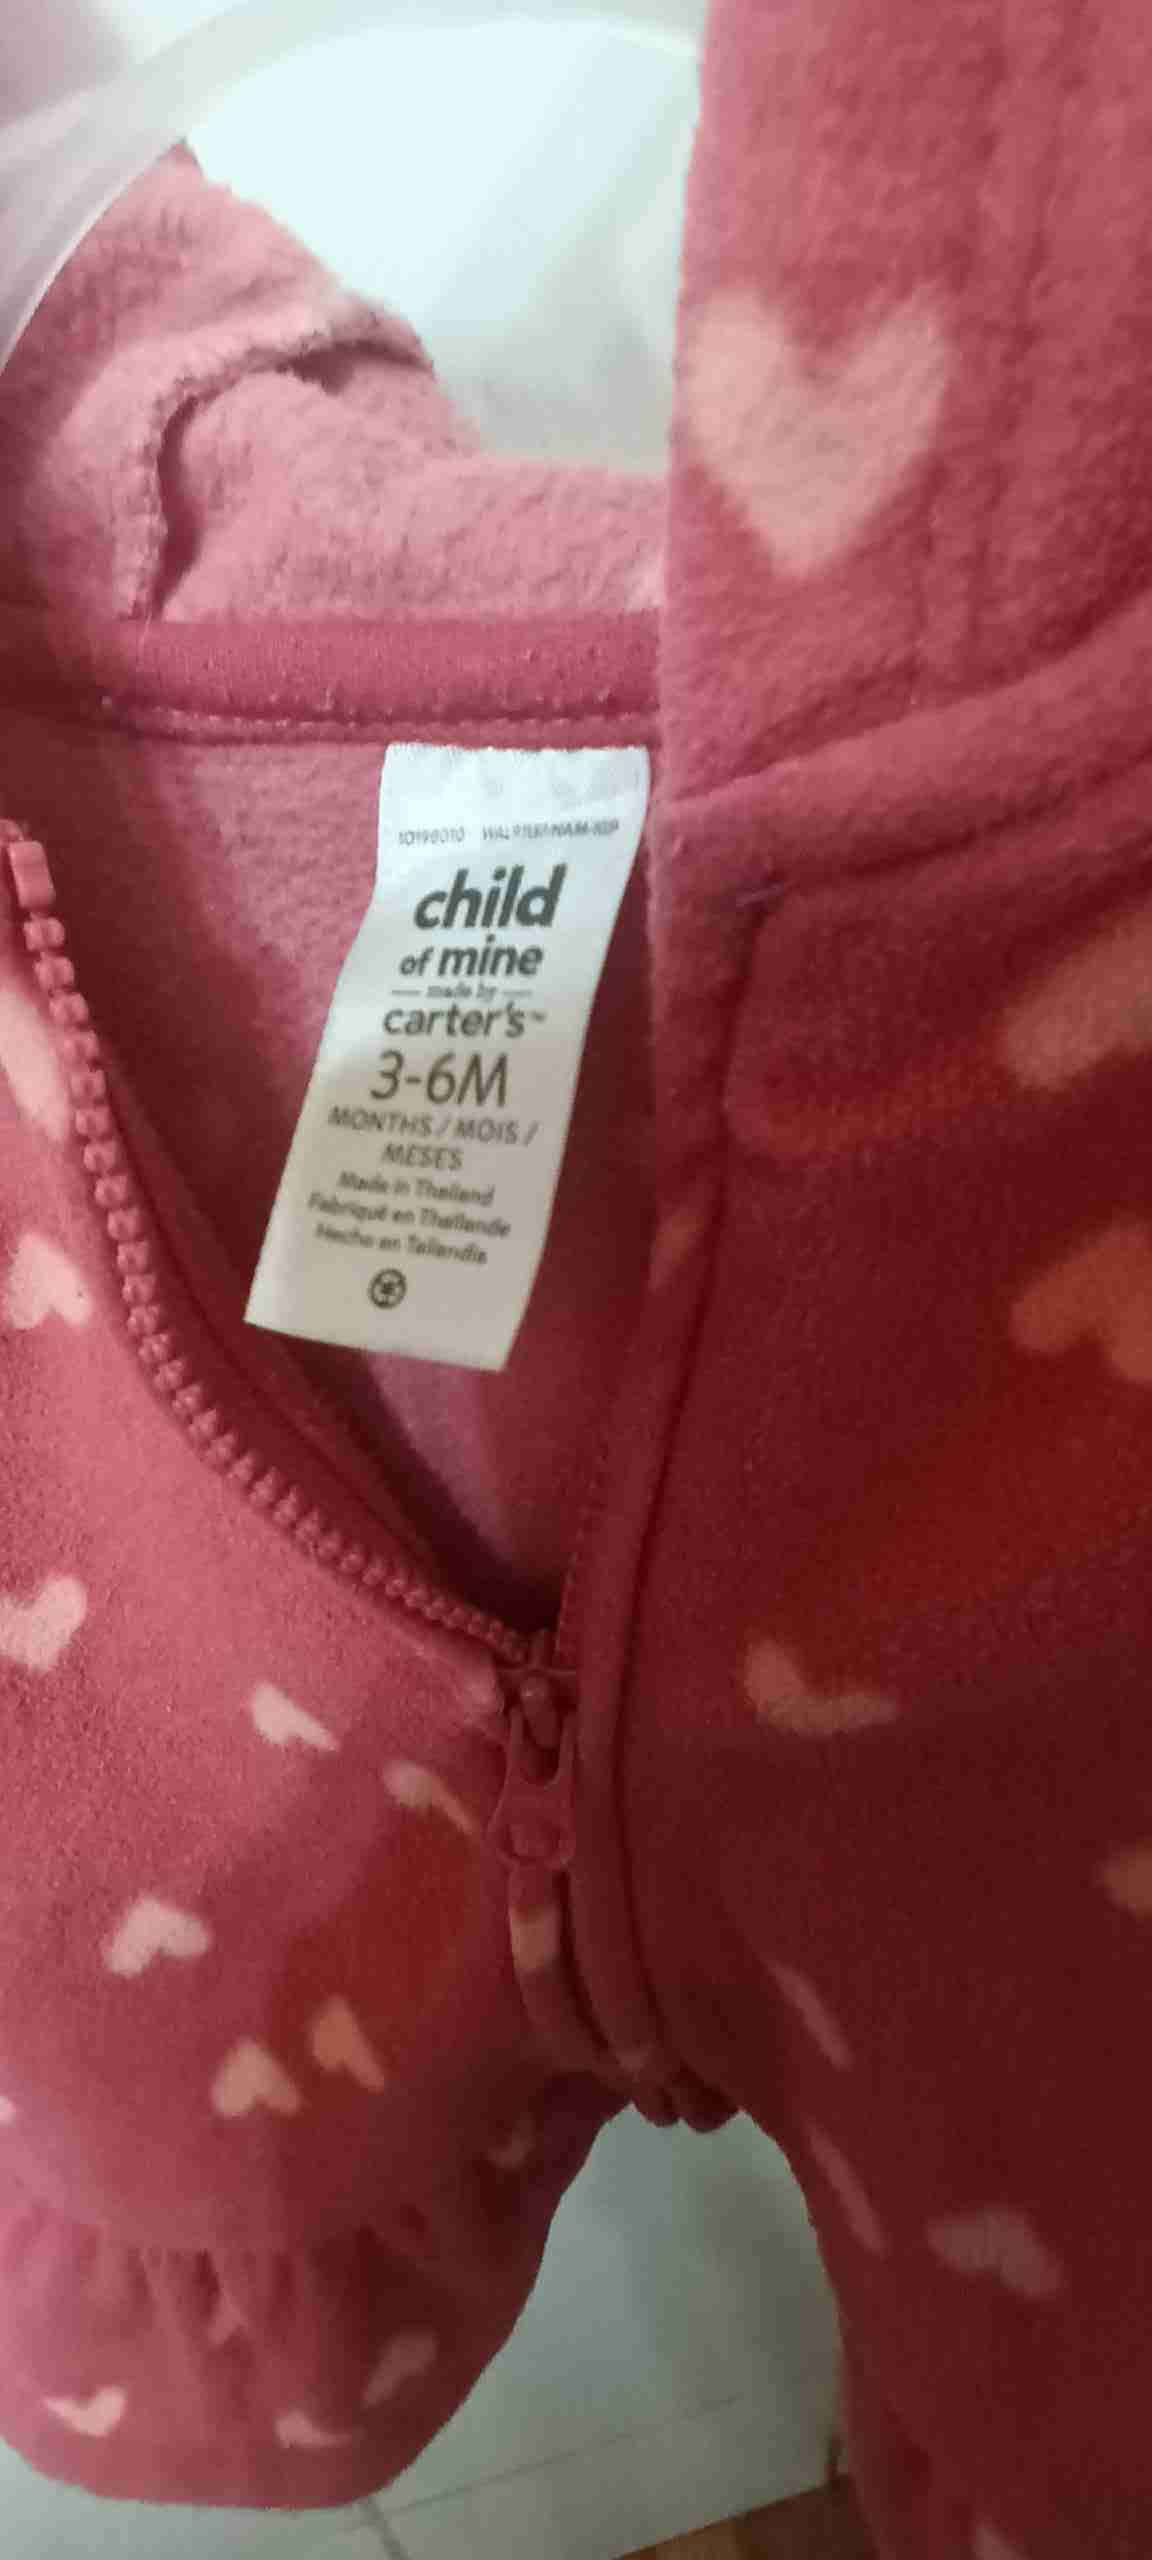 child
of mine
made by
carter's™
3-6M
MONTHS / MOIS /
MESES
Made in Thailand
Fabriqué en Thaïlande
Hecho en Tailandia